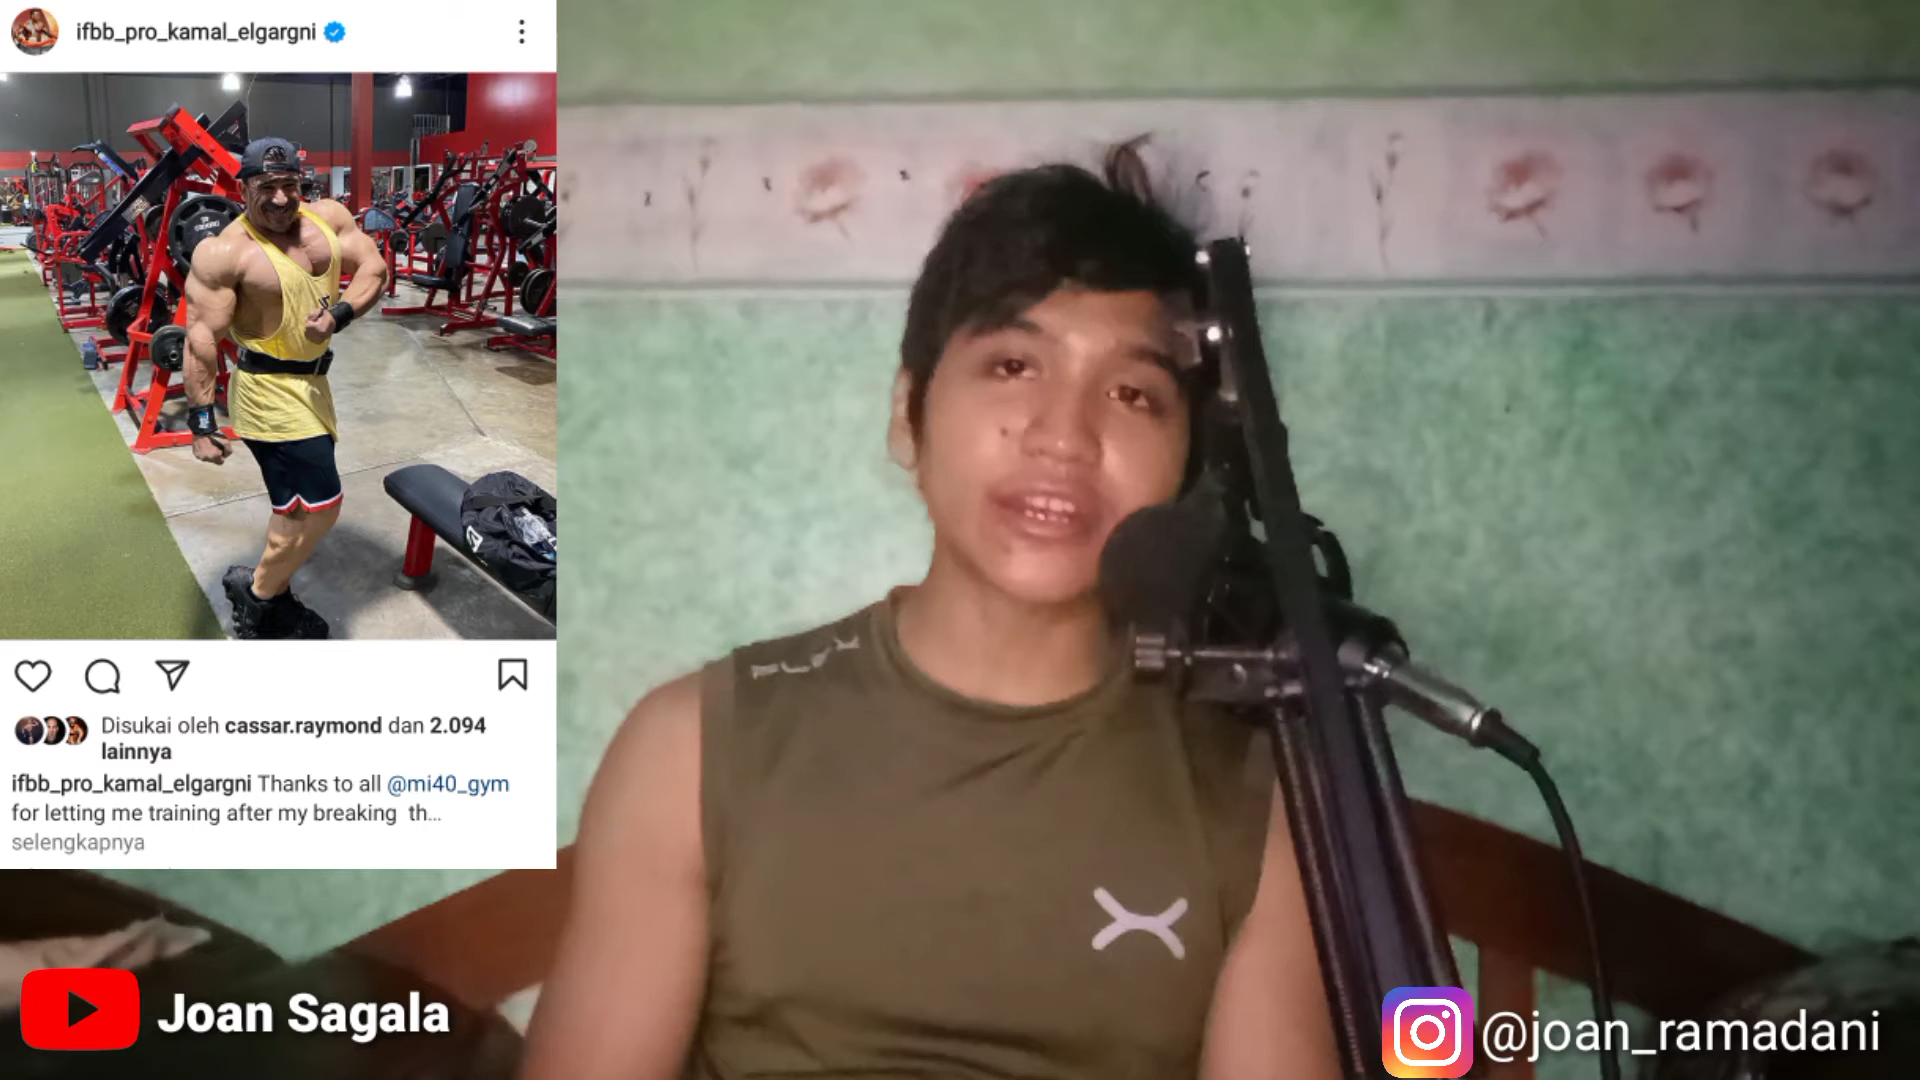 ifbb_pro_kamal_elgargni
Disukai oleh cassar.raymond dan 2.094
lainnya
ifbb_pro_kamal_elgargni Thanks to all @mi40_gym
for letting me training after my breaking th...
selengkapnya
Joan Sagala
@joan_ramadani